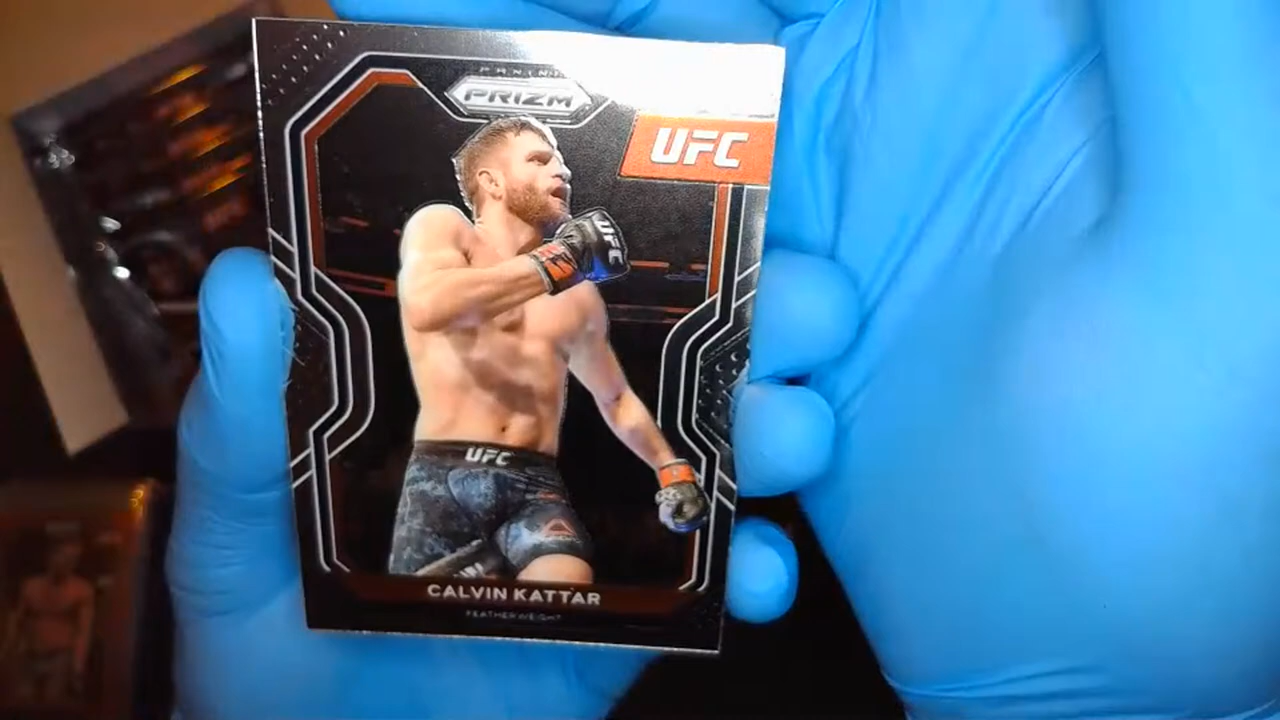 PANINI
PRIZM
UFC
UFC
UFC
CALVIN KATTAR
FEATHERWEIGHT